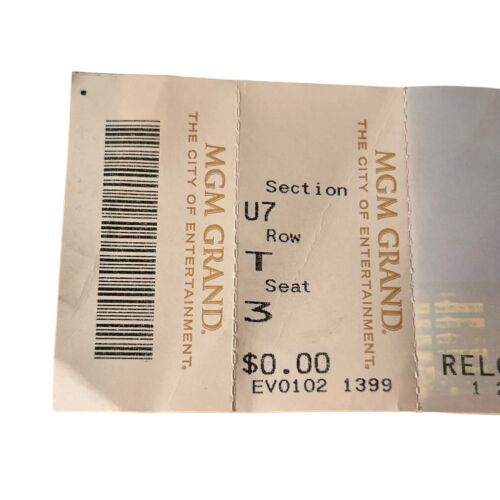 MGM GRAND®
THE CITY OF ENTERTAINMENT®
Section
U7
Row
T
Seat
3
$0.00
EV0102 1399
MGM GRAND®
THE CITY OF ENTERTAINMENT®